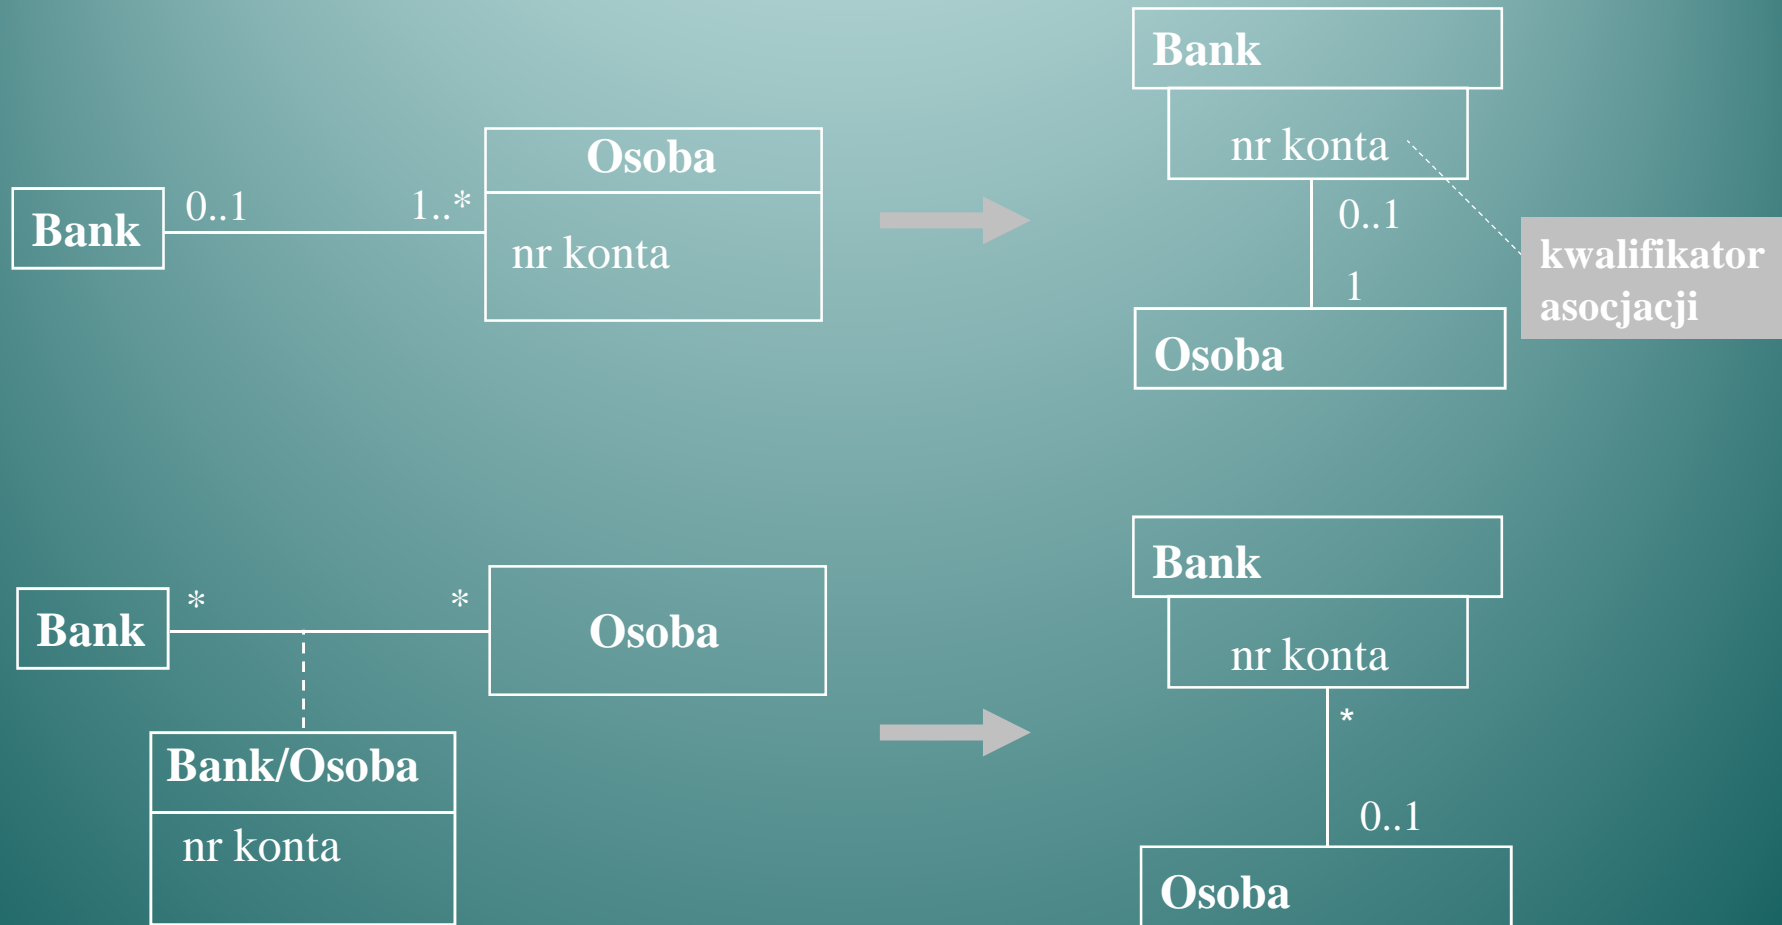 Bank
0..1
1..*
Osoba
nr konta
Bank
nr konta
0..1
1
Osoba
kwalifikator
asocjacji
Bank
*
*
Osoba
Bank/Osoba
nr konta
Bank
nr konta
*
0..1
Osoba